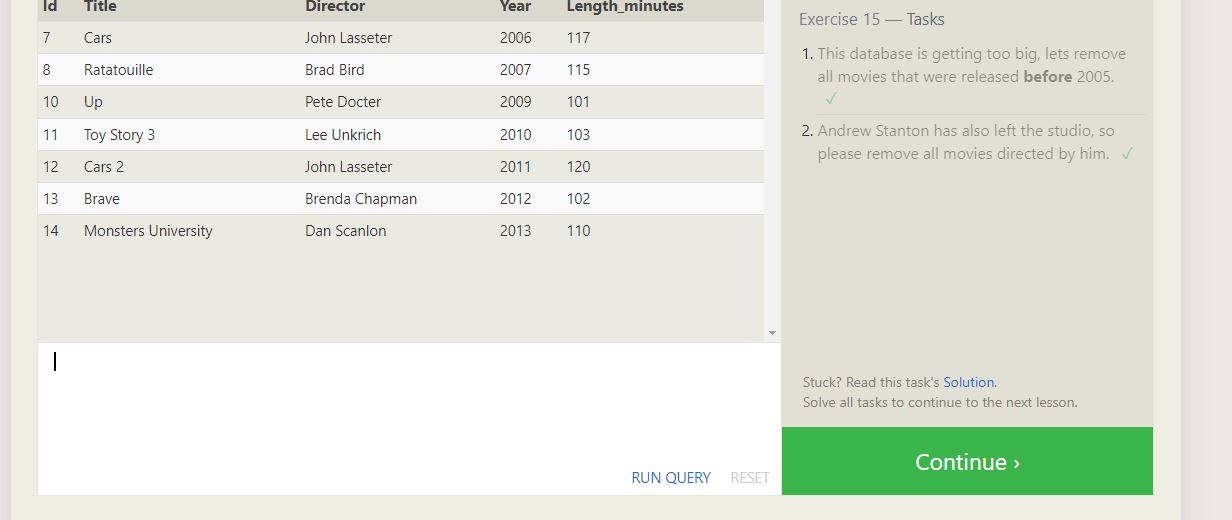 Id Title Director Year Length_minutes
7 Cars John Lasseter 2006 117
8 Ratatouille Brad Bird 2007 115
10 Up Pete Docter 2009 101
11 Toy Story 3 Lee Unkrich 2010 103
12 Cars 2 John Lasseter 2011 120
13 Brave Brenda Chapman 2012 102
14 Monsters University Dan Scanlon 2013 110
RUN QUERY RESET
Exercise 15 — Tasks
1. This database is getting too big, lets remove
all movies that were released before 2005.
✓
2. Andrew Stanton has also left the studio, so
please remove all movies directed by him. ✓
Stuck? Read this task's Solution.
Solve all tasks to continue to the next lesson.
Continue ›